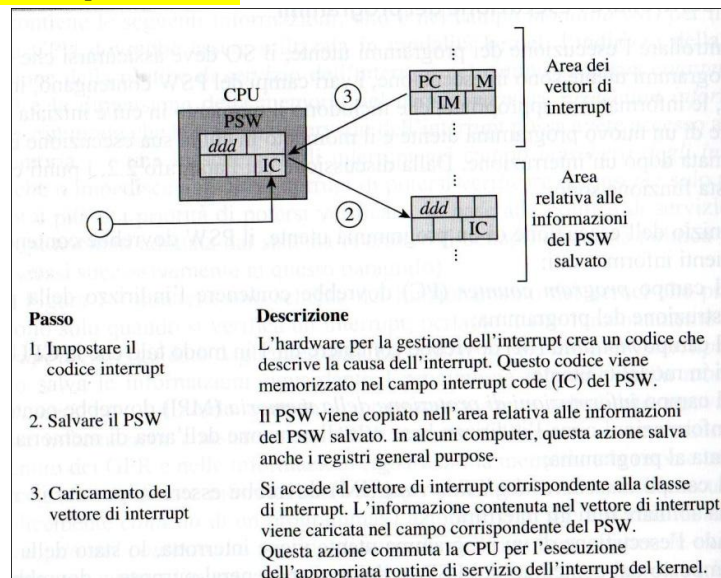 CPU
PSW
ddd
IC
1
2
3
PC
M
IM
Area dei
vettori di
interrupt
ddd
IC
Area
relativa alle
informazioni
del PSW
salvato
Passo
Descrizione
1. Impostare il
codice interrupt
L'hardware per la gestione dell'interrupt crea un codice che
descrive la causa dell'interrupt. Questo codice viene
memorizzato nel campo interrupt code (IC) del PSW.
2. Salvare il PSW
Il PSW viene copiato nell'area relativa alle informazioni
del PSW salvato. In alcuni computer, questa azione salva
anche i registri general purpose.
3. Caricamento del
vettore di interrupt
Si accede al vettore di interrupt corrispondente alla classe
di interrupt. L'informazione contenuta nel vettore di interrupt
viene caricata nel campo corrispondente del PSW.
Questa azione commuta la CPU per l'esecuzione
dell'appropriata routine di servizio dell'interrupt del kernel.